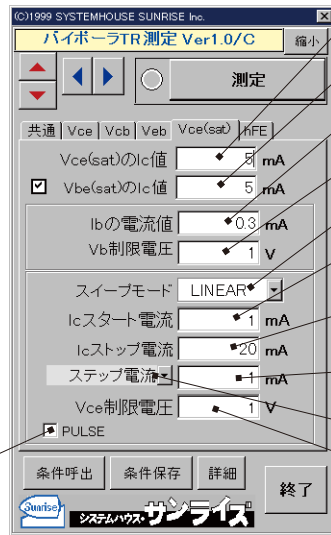 (C)1999 SYSTEMHOUSE SUNRISE Inc.
バイポーラTR測定 Ver1.0/C
縮小
測定
共通 Vce Vcb Veb Vce(sat) hFE
Vce(sat)のIc値 5 mA
Vbe(sat)のIc値 5 mA
Ibの電流値 0.3 mA
Vb制限電圧 1 V
スイープモード LINEAR
Icスタート電流 1 mA
Icストップ電流 20 mA
ステップ電流 1 mA
Vce制限電圧 1 V
PULSE
条件呼出 条件保存 詳細
終了
Sunrise
システムハウス・サンライズ